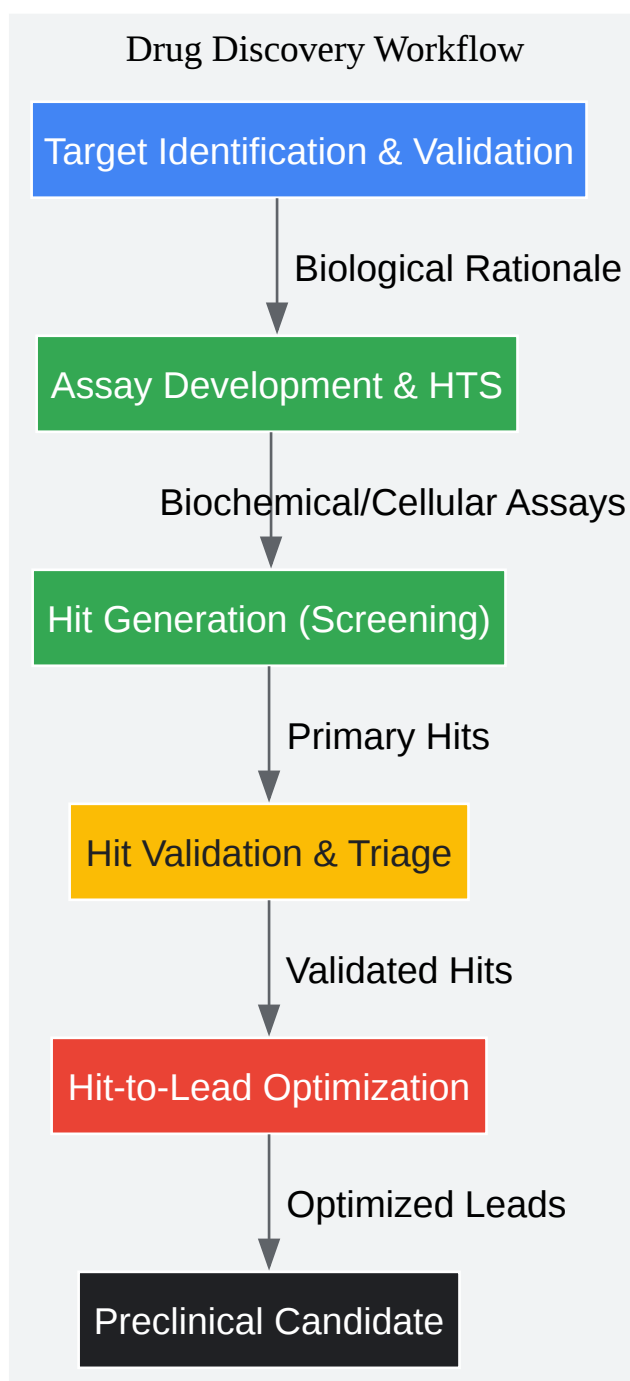 Drug Discovery Workflow
Target Identification & Validation
Biological Rationale
Assay Development & HTS
Biochemical/Cellular Assays
Hit Generation (Screening)
Primary Hits
Hit Validation & Triage
Validated Hits
Hit-to-Lead Optimization
Optimized Leads
Preclinical Candidate